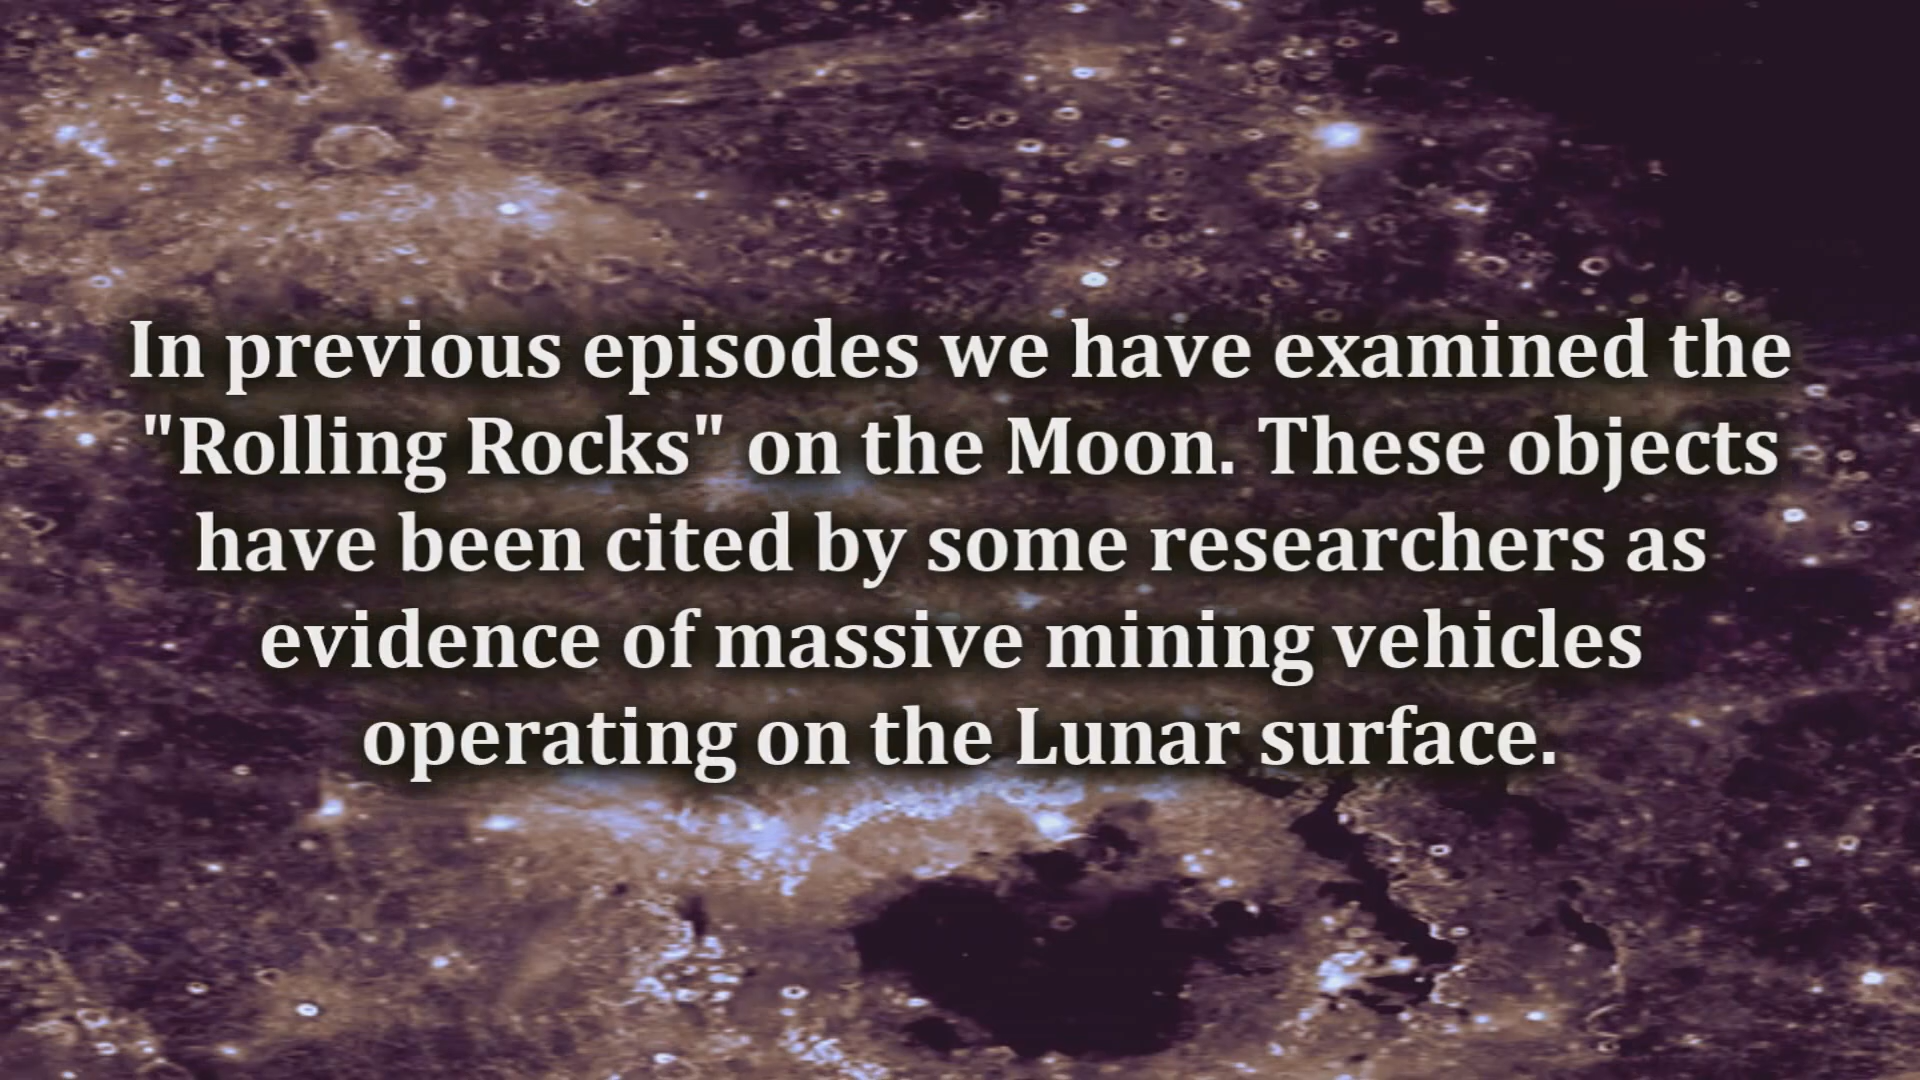 In previous episodes we have examined the
"Rolling Rocks" on the Moon. These objects
have been cited by some researchers as
evidence of massive mining vehicles
operating on the Lunar surface.